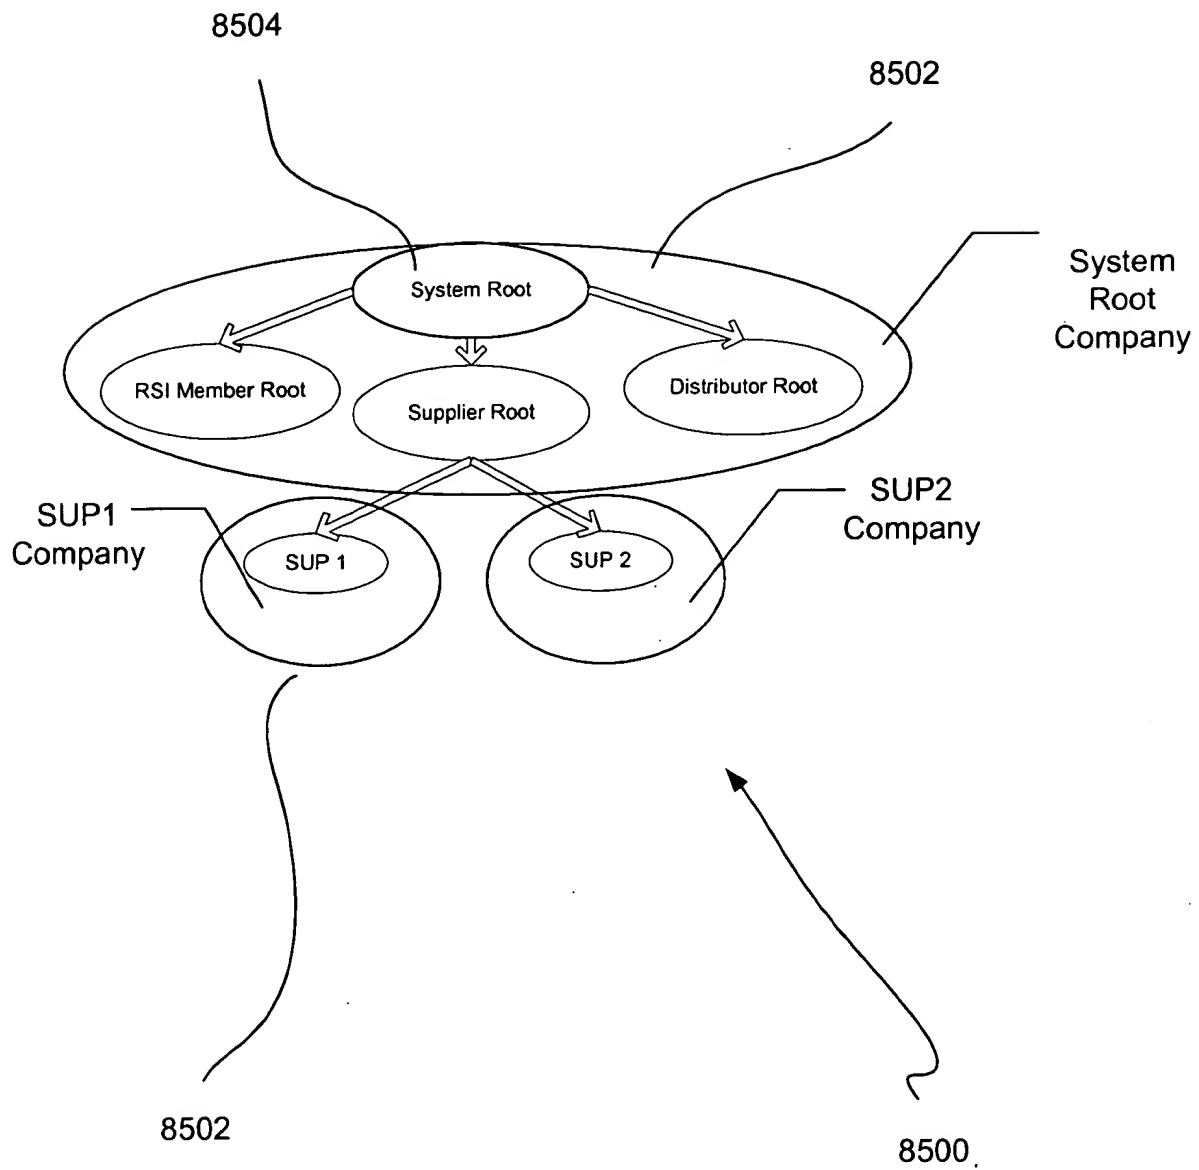 8504
8502
System
Root
Company
System Root
RSI Member Root
Supplier Root
Distributor Root
SUP1
Company
SUP2
Company
SUP 1
SUP 2
8502
8500